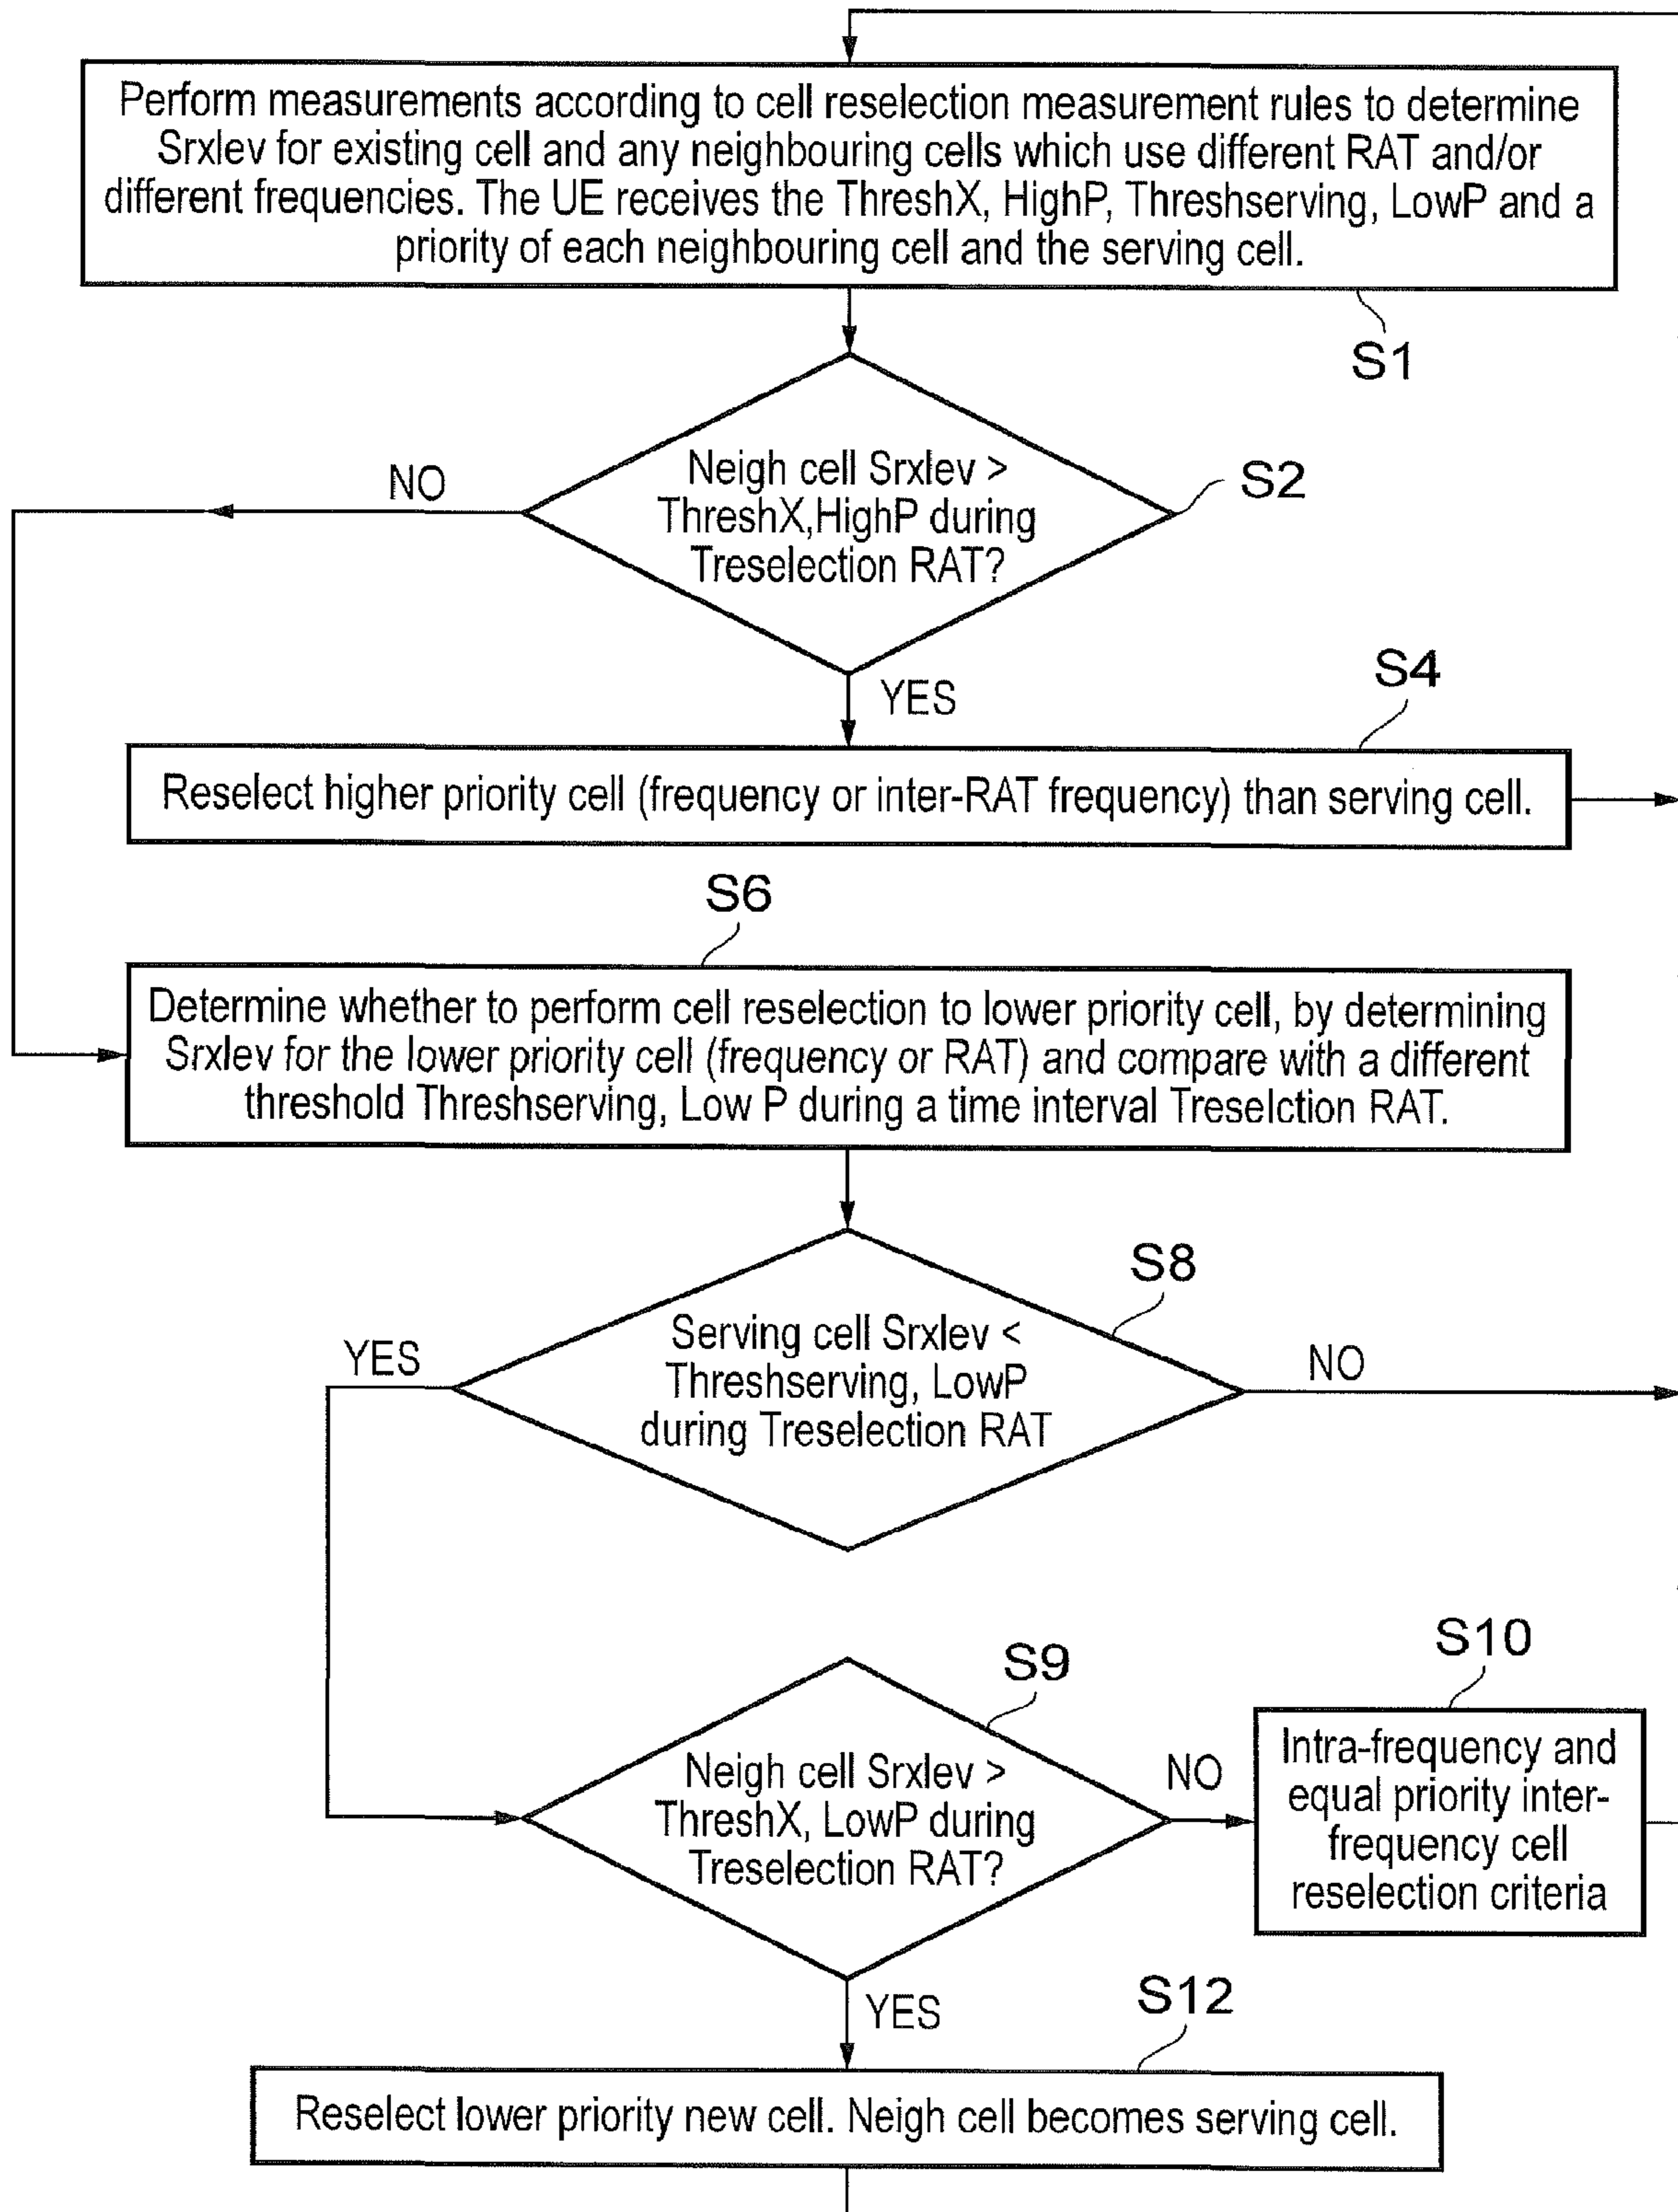 Perform measurements according to cell reselection measurement rules to determine
Srxlev for existing cell and any neighbouring cells which use different RAT and/or
different frequencies. The UE receives the ThreshX, HighP, Threshserving, LowP and a
priority of each neighbouring cell and the serving cell.
S1
Neigh cell Srxlev >
ThreshX,HighP during
Treselection RAT?
S2
NO
YES
S4
Reselect higher priority cell (frequency or inter-RAT frequency) than serving cell.
S6
Determine whether to perform cell reselection to lower priority cell, by determining
Srxlev for the lower priority cell (frequency or RAT) and compare with a different
threshold Threshserving, Low P during a time interval Treselction RAT.
S8
Serving cell Srxlev <
Threshserving, LowP
during Treselection RAT
YES
NO
S9
Neigh cell Srxlev >
ThreshX, LowP during
Treselection RAT?
NO
S10
Intra-frequency and
equal priority inter-
frequency cell
reselection criteria
YES
S12
Reselect lower priority new cell. Neigh cell becomes serving cell.